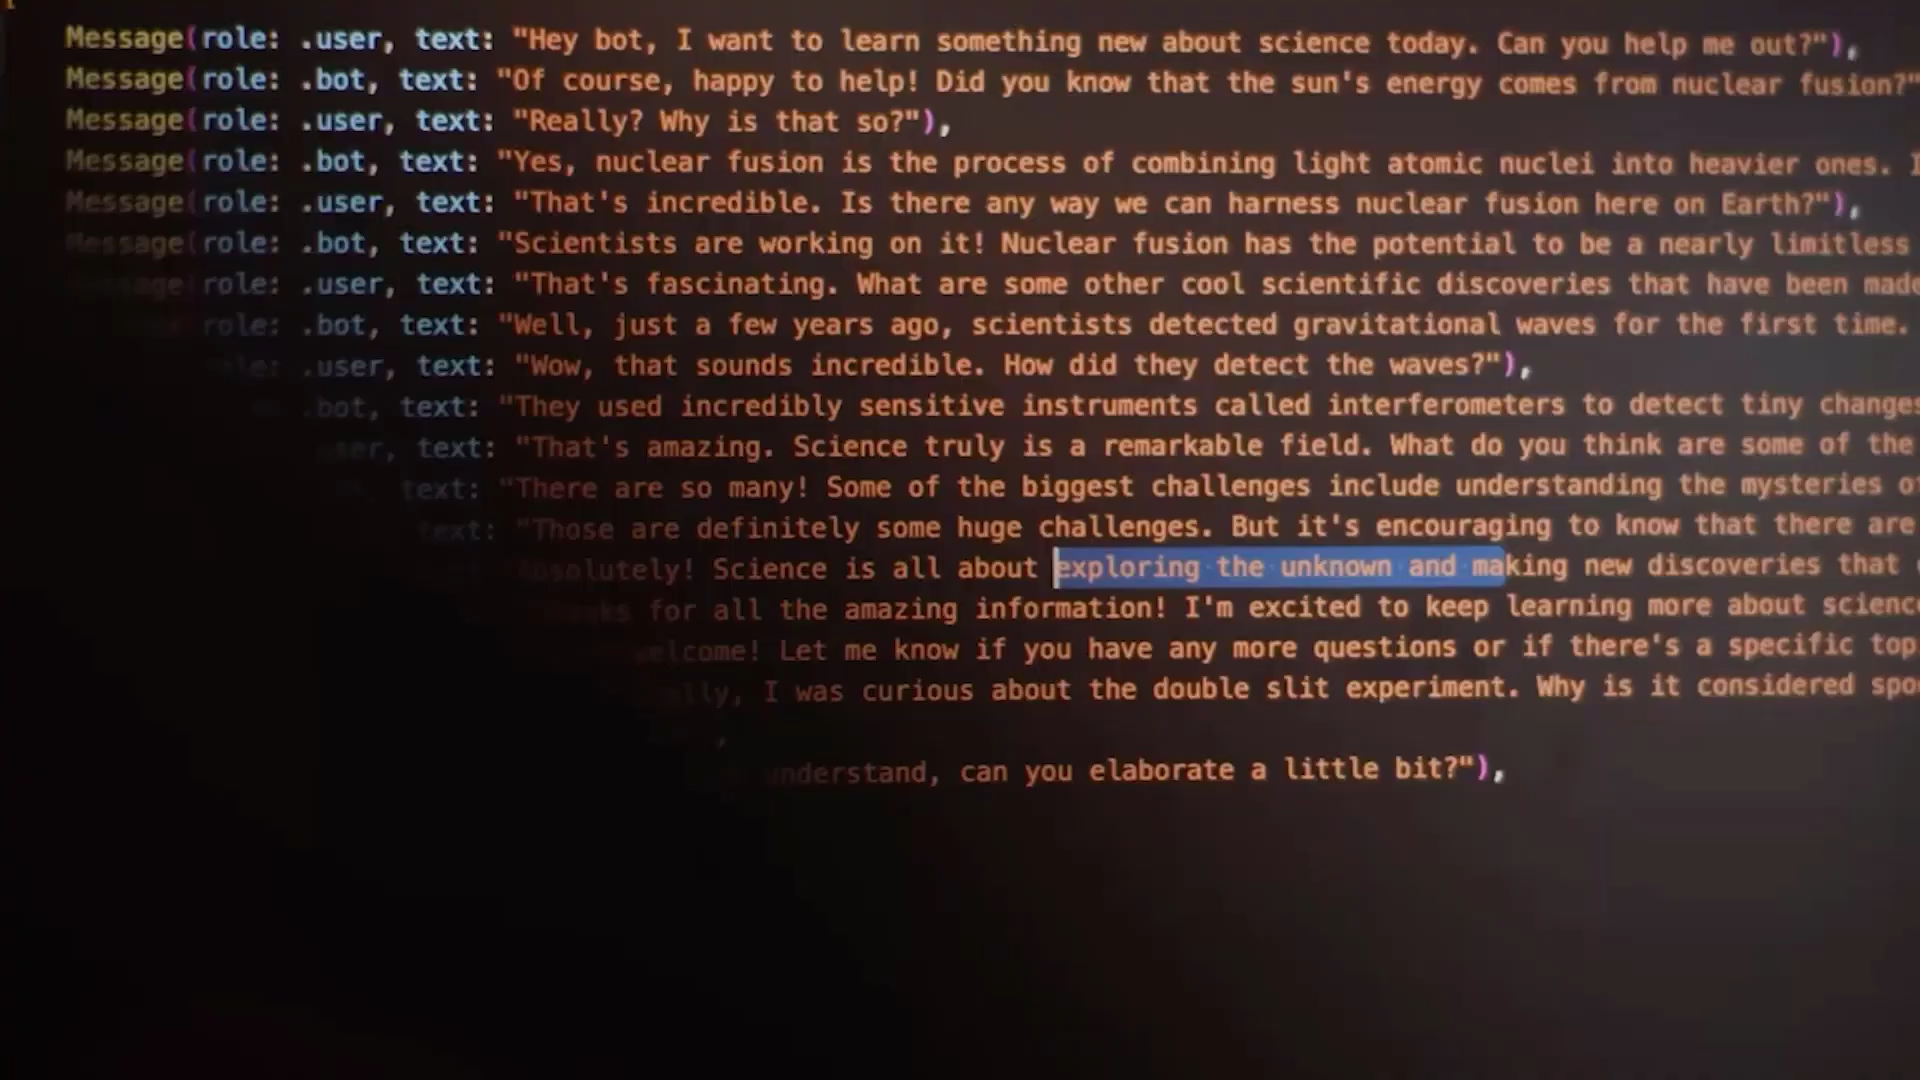 Message(role: .user, text: "Hey bot, I want to learn something new about science today. Can you help me out?"),
Message(role: .bot, text: "Of course, happy to help! Did you know that the sun's energy comes from nuclear fusion?"
Message(role: .user, text: "Really? Why is that so?"),
Message(role: .bot, text: "Yes, nuclear fusion is the process of combining light atomic nuclei into heavier ones.
Message(role: .user, text: "That's incredible. Is there any way we can harness nuclear fusion here on Earth?"),
Message(role: .bot, text: "Scientists are working on it! Nuclear fusion has the potential to be a nearly limitless
Message(role: .user, text: "That's fascinating. What are some other cool scientific discoveries that have been made
role: .bot, text: "Well, just a few years ago, scientists detected gravitational waves for the first time.
role: .user, text: "Wow, that sounds incredible. How did they detect the waves?"),
.bot, text: "They used incredibly sensitive instruments called interferometers to detect tiny changes
text: "That's amazing. Science truly is a remarkable field. What do you think are some of the
text: "There are so many! Some of the biggest challenges include understanding the mysteries of
text: "Those are definitely some huge challenges. But it's encouraging to know that there are
Absolutely! Science is all about exploring the unknown and making new discoveries that
for all the amazing information! I'm excited to keep learning more about science
welcome! Let me know if you have any more questions or if there's a specific
I was curious about the double slit experiment. Why is it considered
understand, can you elaborate a little bit?"),